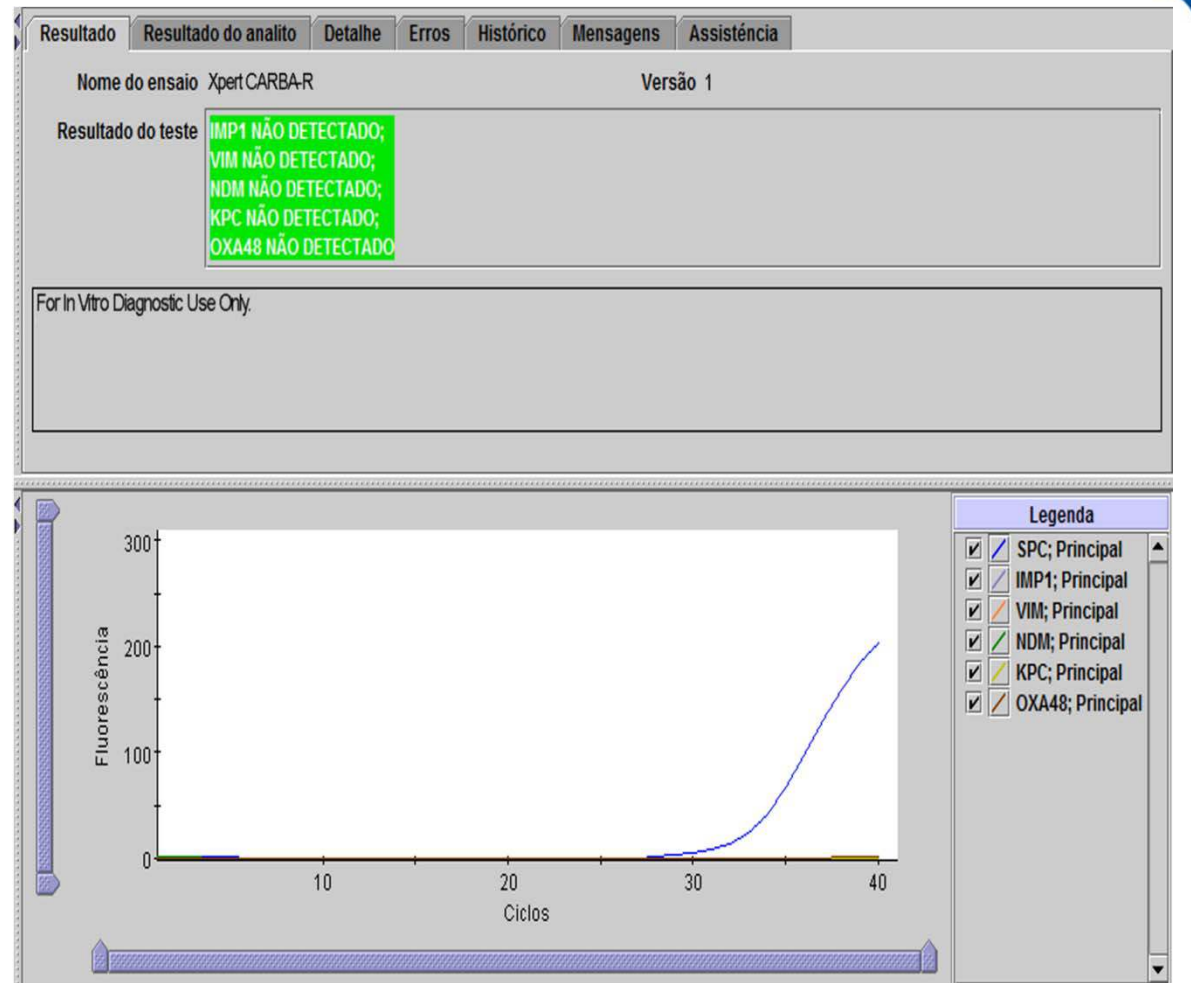 Resultado Resultado do analito Detalhe Erros Histórico Mensagens Assisténcia
Nome do ensaio Xpert CARBA-R Versão 1
Resultado do teste IMP1 NÃO DETECTADO;
VIM NÃO DETECTADO;
NDM NÃO DETECTADO;
KPC NÃO DETECTADO;
OXA48 NÃO DETECTADO
For In Vitro Diagnostic Use Only.
Legenda
SPC; Principal
IMP1; Principal
VIM; Principal
NDM; Principal
KPC; Principal
OXA48; Principal
Fluorescência
300
200
100
0
10 20 30 40
Ciclos